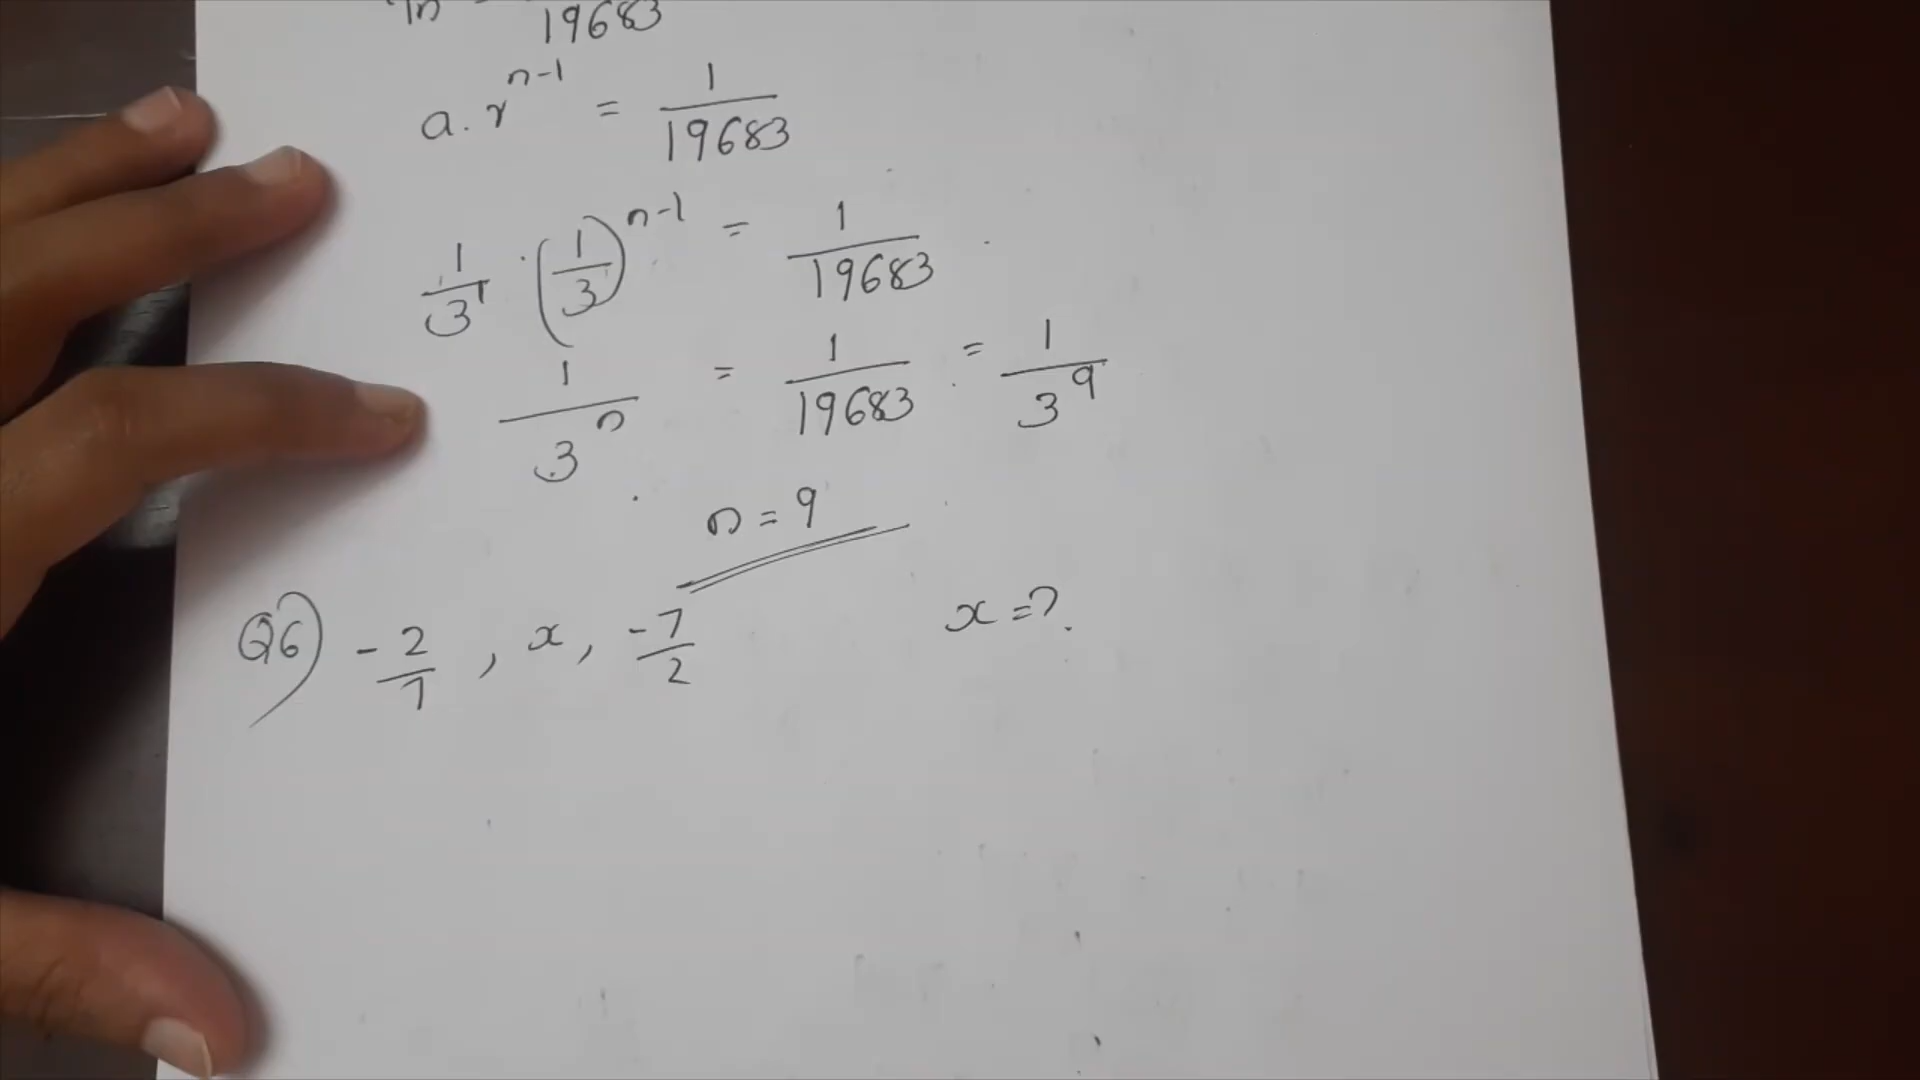 19683
a. r^(n-1) = 1/19683
1/3^1 · (1/3)^(n-1) = 1/19683
1/3^n = 1/19683 = 1/3^9
n = 9
Q6) -2/7, x, -7/2 x = ?.